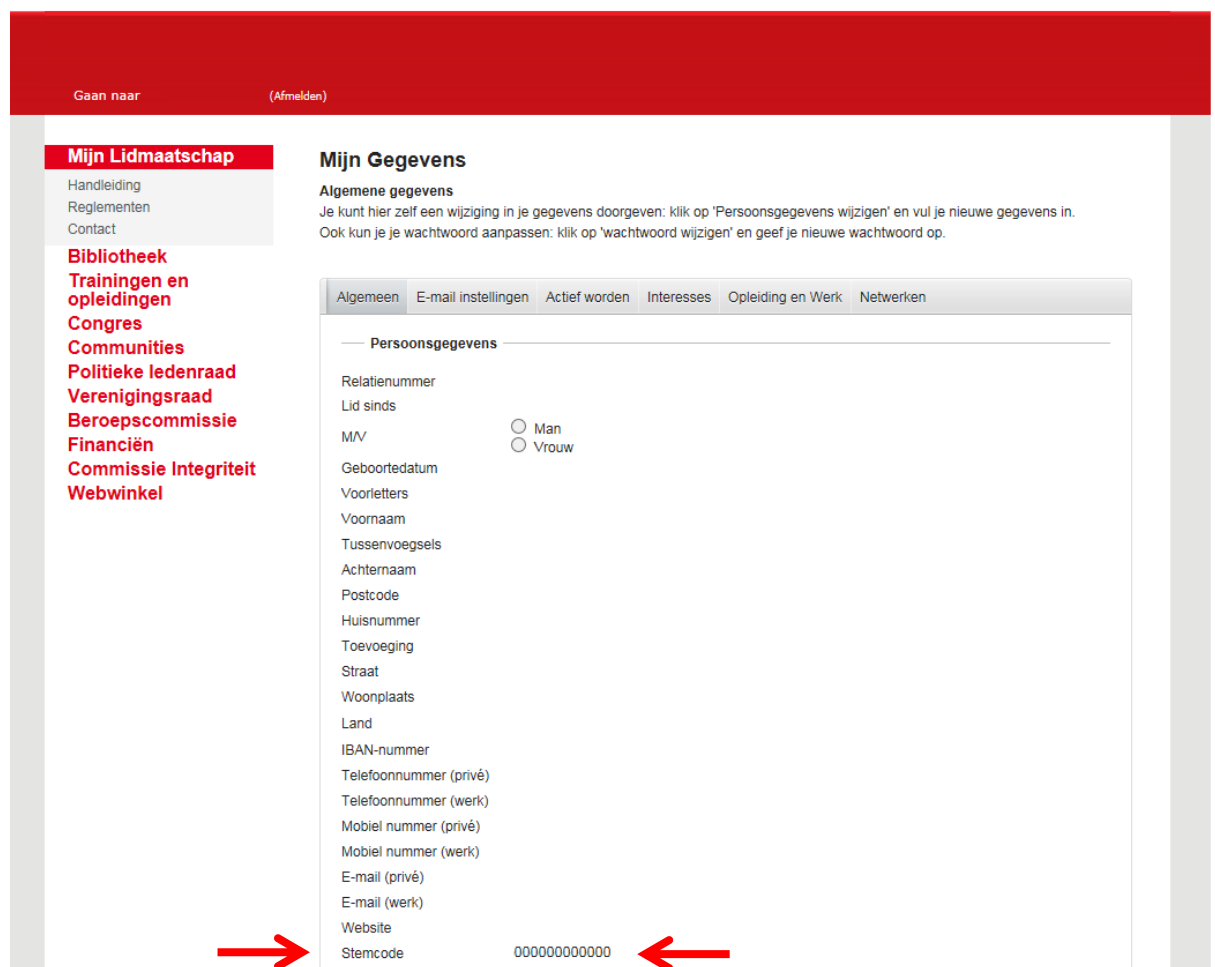 Gaan naar (Afmelden)
Mijn Lidmaatschap
Handleiding
Reglementen
Contact
Bibliotheek
Trainingen en
opleidingen
Congres
Communities
Politieke ledenraad
Verenigingsraad
Beroepscommissie
Financiën
Commissie Integriteit
Webwinkel
Mijn Gegevens
Algemene gegevens
Je kunt hier zelf een wijziging in je gegevens doorgeven: klik op 'Persoonsgegevens wijzigen' en vul je nieuwe gegevens in.
Ook kun je je wachtwoord aanpassen: klik op 'wachtwoord wijzigen' en geef je nieuwe wachtwoord op.
Algemeen E-mail instellingen Actief worden Interesses Opleiding en Werk Netwerken
Persoonsgegevens
Relatienummer
Lid sinds
M/V
Man
Vrouw
Geboortedatum
Voorletters
Voornaam
Tussenvoegsels
Achternaam
Postcode
Huisnummer
Toevoeging
Straat
Woonplaats
Land
IBAN-nummer
Telefoonnummer (privé)
Telefoonnummer (werk)
Mobiel nummer (privé)
Mobiel nummer (werk)
E-mail (privé)
E-mail (werk)
Website
Stemcode 000000000000